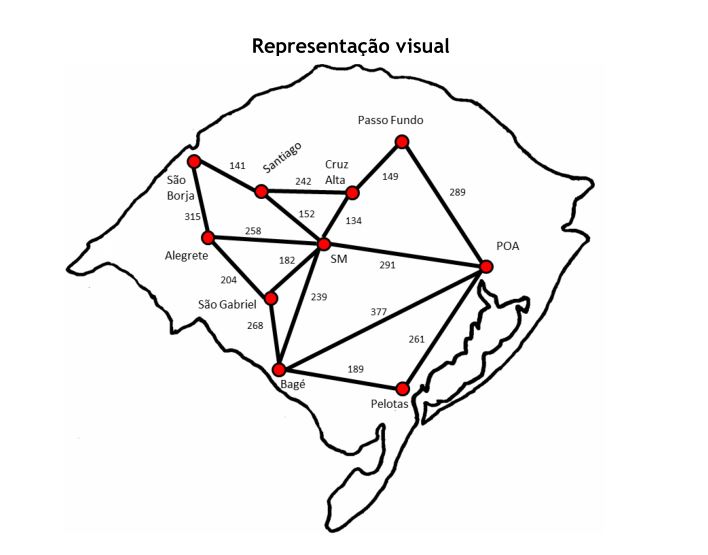 Representação visual
Passo Fundo
Santiago
Cruz
Alta
141
242
149
São
Borja
289
315
152
134
258
POA
Alegrete
182
SM
291
204
239
São Gabriel
377
268
261
189
Bagé
Pelotas